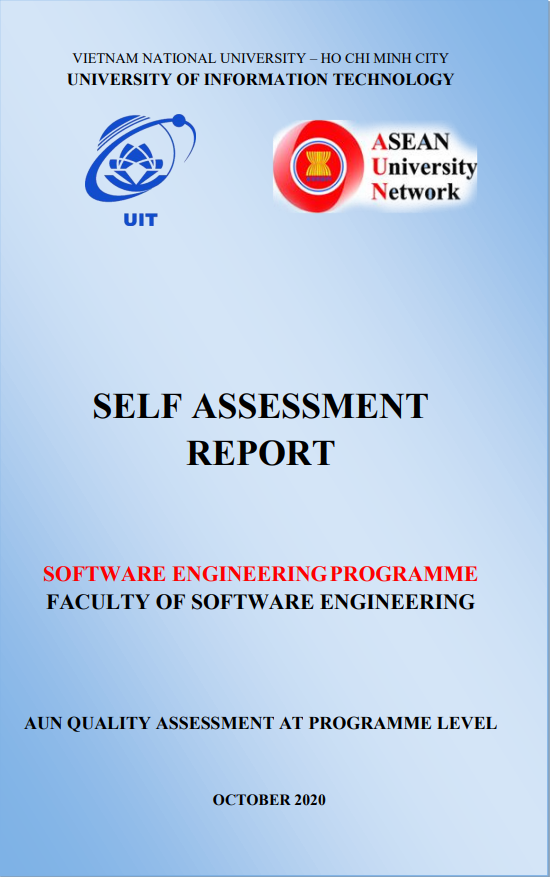 VIETNAM NATIONAL UNIVERSITY – HO CHI MINH CITY
UNIVERSITY OF INFORMATION TECHNOLOGY
UIT
ASEAN
University
Network
SELF ASSESSMENT
REPORT
SOFTWARE ENGINEERING PROGRAMME
FACULTY OF SOFTWARE ENGINEERING
AUN QUALITY ASSESSMENT AT PROGRAMME LEVEL
OCTOBER 2020